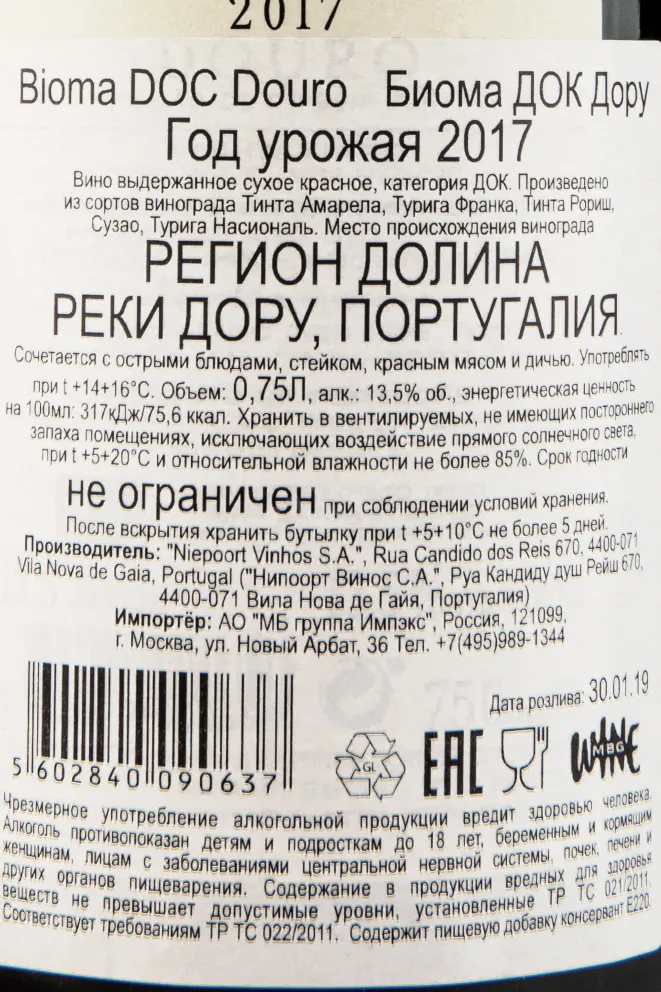 2017
Bioma DOC Douro Биома ДОК Дору
Год урожая 2017
Вино выдержанное сухое красное, категория ДОК. Произведено
из сортов винограда Тинта Амарела, Турига Франка, Тинта Рориш,
Сузао, Турига Насиональ. Место происхождения винограда
РЕГИОН ДОЛИНА
РЕКИ ДОРУ, ПОРТУГАЛИЯ.
Сочетается с острыми блюдами, стейком, красным мясом и дичью. Употреблять
при t +14+16°C. Объем: 0,75Л, алк.: 13,5% об., энергетическая ценность
на 100мл: 317кДж/75,6 ккал. Хранить в вентилируемых, не имеющих постороннего
запаха помещениях, исключающих воздействие прямого солнечного света,
при t +5+20°C и относительной влажности не более 85%. Срок годности
не ограничен при соблюдении условий хранения.
После вскрытия хранить бутылку при t +5+10°C не более 5 дней.
Производитель: "Niepoort Vinhos S.A.", Rua Candido dos Reis 670, 4400-071
Vila Nova de Gaia, Portugal ("Нипоорт Винос С.А.", Руа Кандиду душ Рейш 670,
4400-071 Вила Нова де Гайя, Португалия)
Импортёр: АО "МБ группа Импэкс", Россия, 121099,
г. Москва, ул. Новый Арбат, 36 Тел. +7(495)989-1344
Дата розлива: 30.01.19
5 602840 090637
GL
EAC
WINE
MBG
Чрезмерное употребление алкогольной продукции вредит здоровью человека.
Алкоголь противопоказан детям и подросткам до 18 лет, беременным и кормящим
женщинам, лицам с заболеваниями центральной нервной системы, почек, печени и
других органов пищеварения. Содержание в продукции вредных для здоровья
веществ не превышает допустимые уровни, установленные ТР ТС 021/2011.
Соответствует требованиям ТР ТС 022/2011. Содержит пищевую добавку консервант Е220.